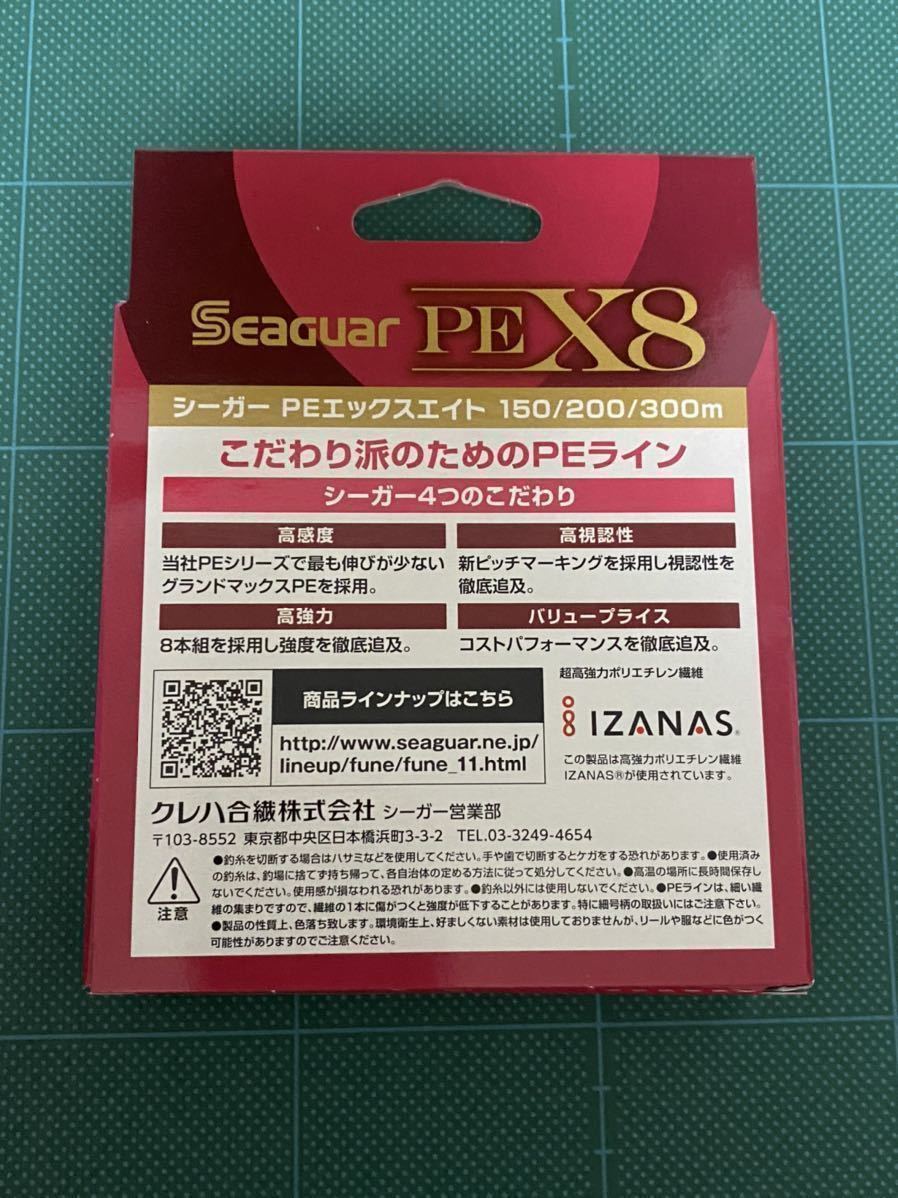 Seaguar PE X8
シーガー PEエックスエイト 150/200/300m
こだわり派のためのPEライン
シーガー4つのこだわり
高感度
当社PEシリーズで最も伸びが少ない
グランドマックスPEを採用。
高視認性
新ピッチマーキングを採用し視認性を
徹底追及。
高強力
8本組を採用し強度を徹底追及。
バリュープライス
コストパフォーマンスを徹底追及。
商品ラインナップはこちら
http://www.seaguar.ne.jp/
lineup/fune/fune_11.html
超高強力ポリエチレン繊維
IZANAS®
この製品は高強力ポリエチレン繊維
IZANAS®が使用されています。
クレハ合繊株式会社 シーガー営業部
〒103-8552 東京都中央区日本橋浜町3-3-2 TEL.03-3249-4654
注意
●釣糸を切断する場合はハサミなどを使用してください。手や歯で切断するとケガをする恐れがあります。●使用済み
の釣糸は、釣場に捨てず持ち帰って、各自治体の定める方法に従って処分してください。●高温の場所に長時間保存し
ないでください。使用感が損なわれる恐れがあります。●釣糸以外には使用しないでください。●PEラインは、細い繊
維の集まりですので、繊維の1本に傷がつくと強度が低下することがあります。特に細号柄の取扱いにはご注意下さい。
●製品の性質上、色落ち致します。環境衛生上、好ましくない素材は使用しておりませんが、リールや服などに色がつく
可能性がありますのでご注意ください。